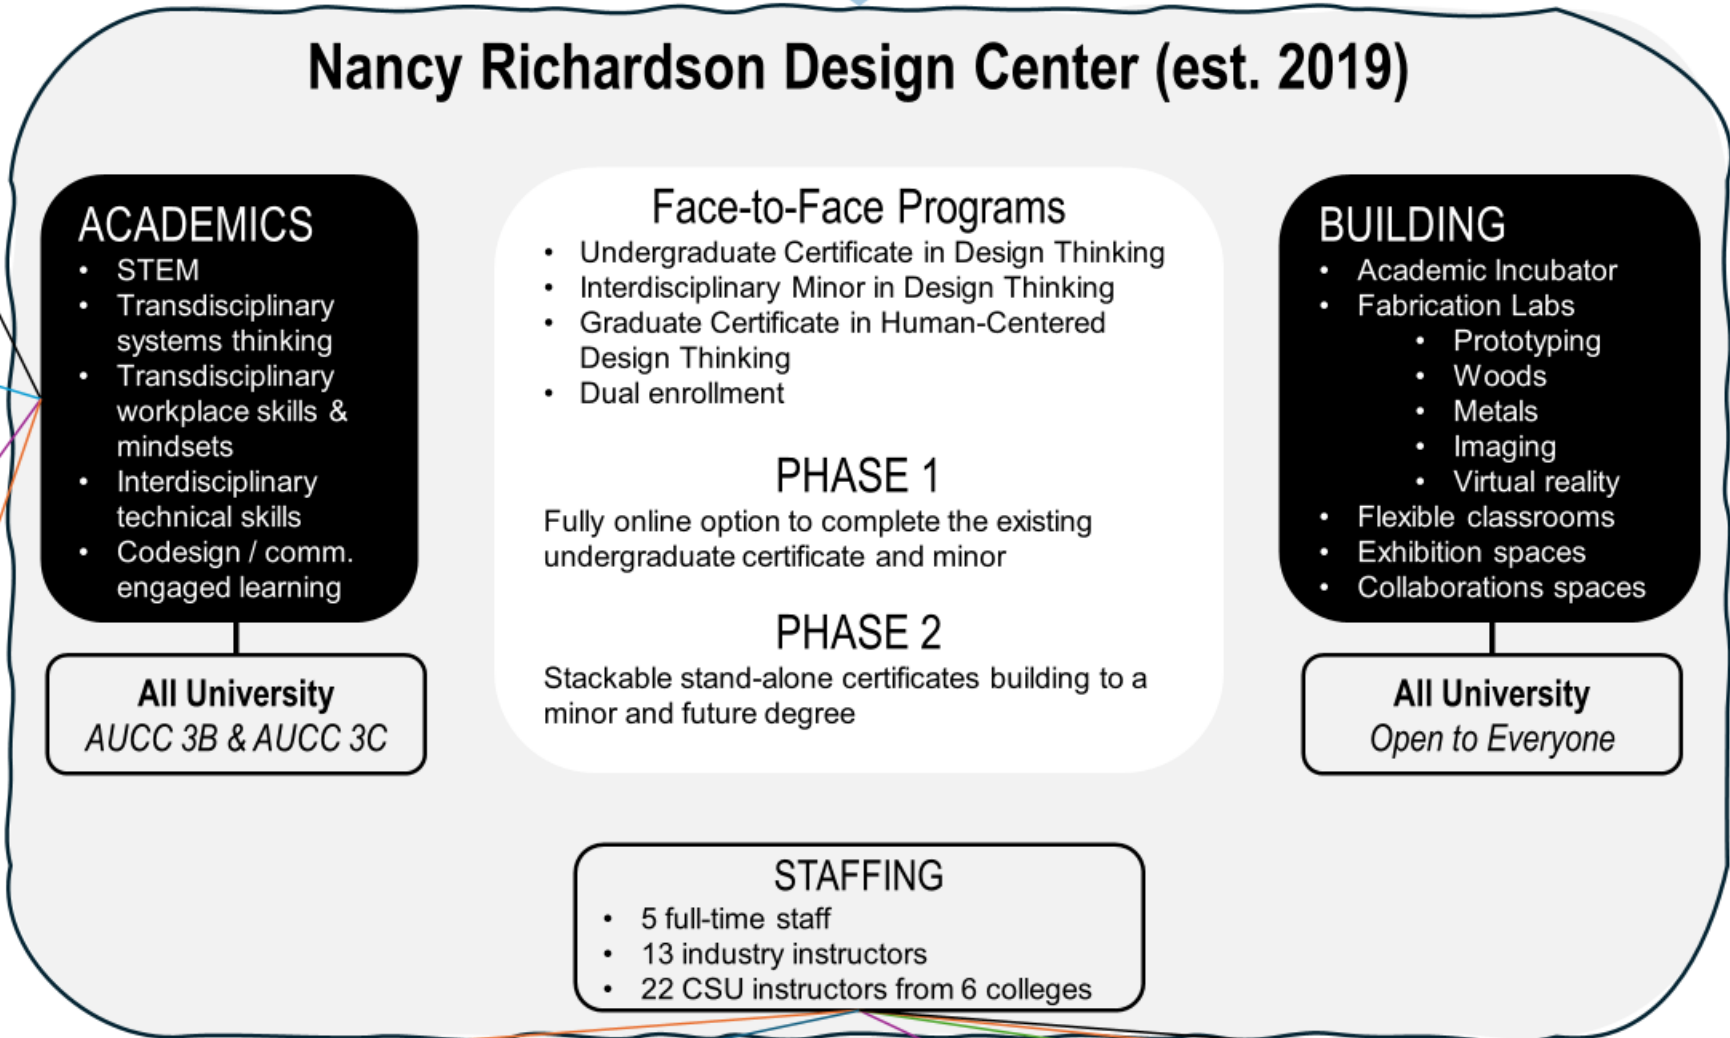 Nancy Richardson Design Center (est. 2019)
ACADEMICS
• STEM
• Transdisciplinary
systems thinking
• Transdisciplinary
workplace skills &
mindsets
• Interdisciplinary
technical skills
• Codesign / comm.
engaged learning
All University
AUCC 3B & AUCC 3C
Face-to-Face Programs
• Undergraduate Certificate in Design Thinking
• Interdisciplinary Minor in Design Thinking
• Graduate Certificate in Human-Centered
Design Thinking
• Dual enrollment
PHASE 1
Fully online option to complete the existing
undergraduate certificate and minor
PHASE 2
Stackable stand-alone certificates building to a
minor and future degree
BUILDING
• Academic Incubator
• Fabrication Labs
• Prototyping
• Woods
• Metals
• Imaging
• Virtual reality
• Flexible classrooms
• Exhibition spaces
• Collaborations spaces
All University
Open to Everyone
STAFFING
• 5 full-time staff
• 13 industry instructors
• 22 CSU instructors from 6 colleges